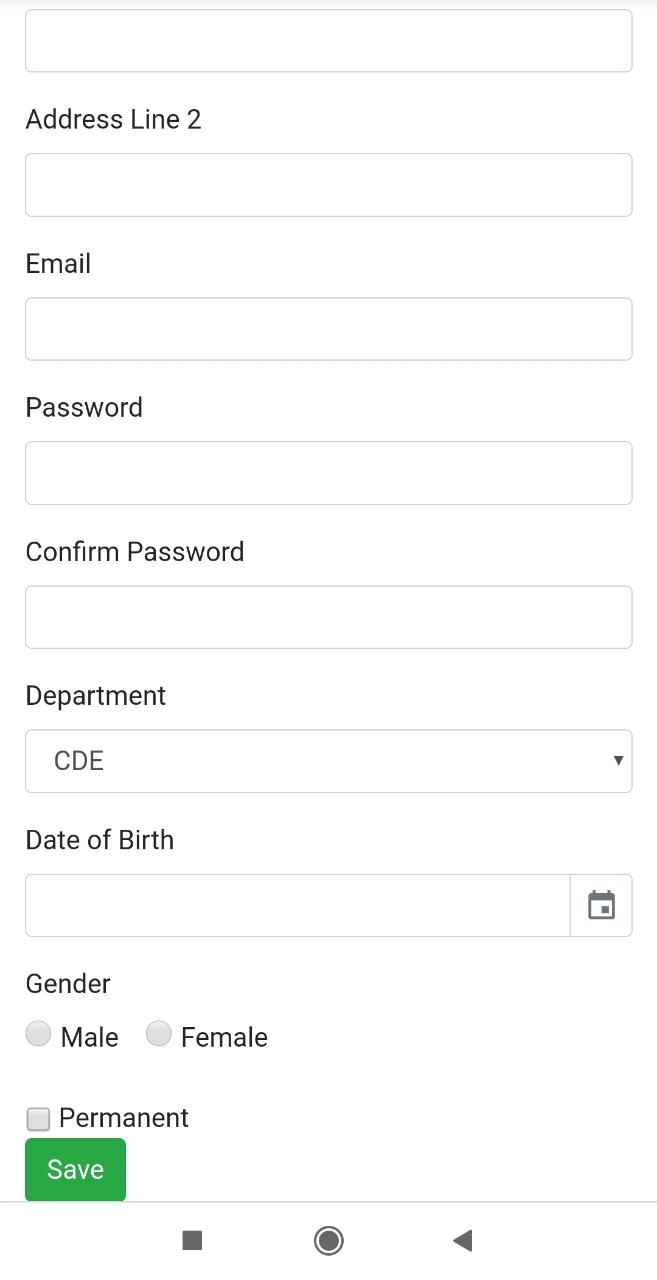 Address Line 2
Email
Password
Confirm Password
Department
CDE
Date of Birth
Gender
Male Female
Permanent
Save